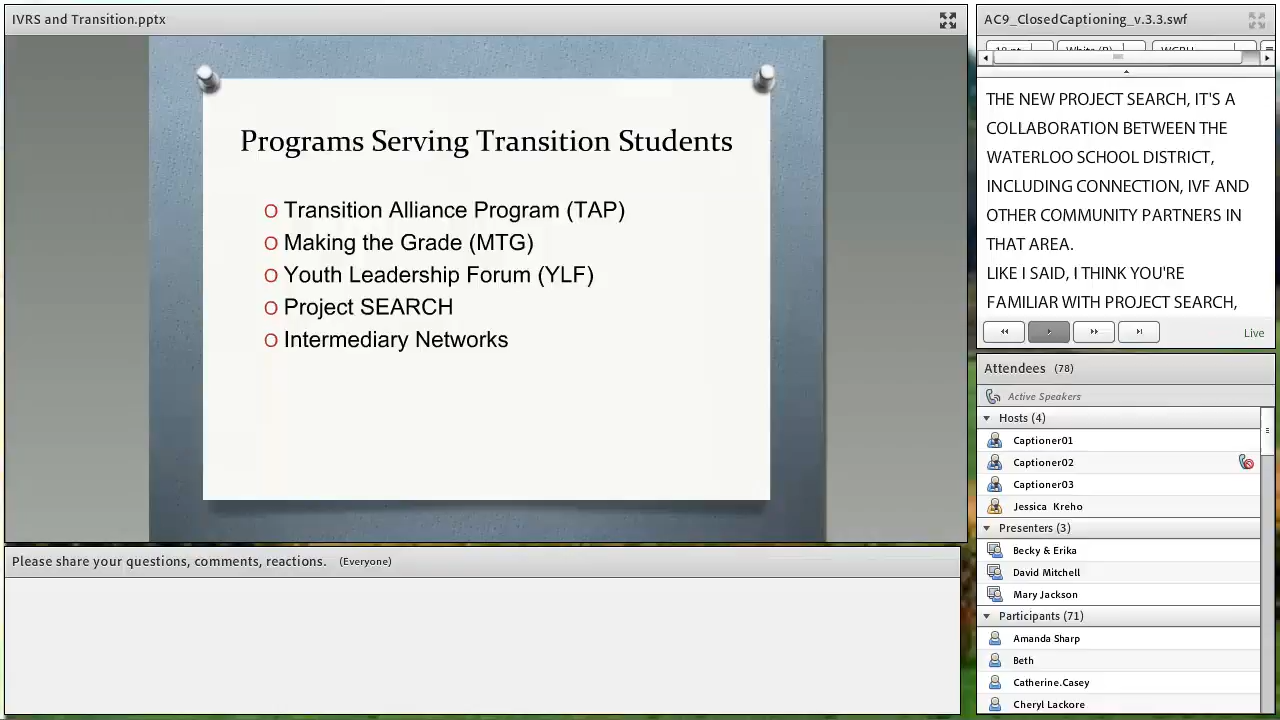 IVRS and Transition.pptx
Programs Serving Transition Students
O Transition Alliance Program (TAP)
O Making the Grade (MTG)
O Youth Leadership Forum (YLF)
O Project SEARCH
O Intermediary Networks
Please share your questions, comments, reactions. (Everyone)
AC9_ClosedCaptioning_v.3.3.swf
18 pt White (B) WGBH
THE NEW PROJECT SEARCH, IT'S A
COLLABORATION BETWEEN THE
WATERLOO SCHOOL DISTRICT,
INCLUDING CONNECTION, IVF AND
OTHER COMMUNITY PARTNERS IN
THAT AREA.
LIKE I SAID, I THINK YOU'RE
FAMILIAR WITH PROJECT SEARCH,
Live
Attendees (78)
Active Speakers
Hosts (4)
Captioner01
Captioner02
Captioner03
Jessica Kreho
Presenters (3)
Becky & Erika
David Mitchell
Mary Jackson
Participants (71)
Amanda Sharp
Beth
Catherine.Casey
Cheryl Lackore